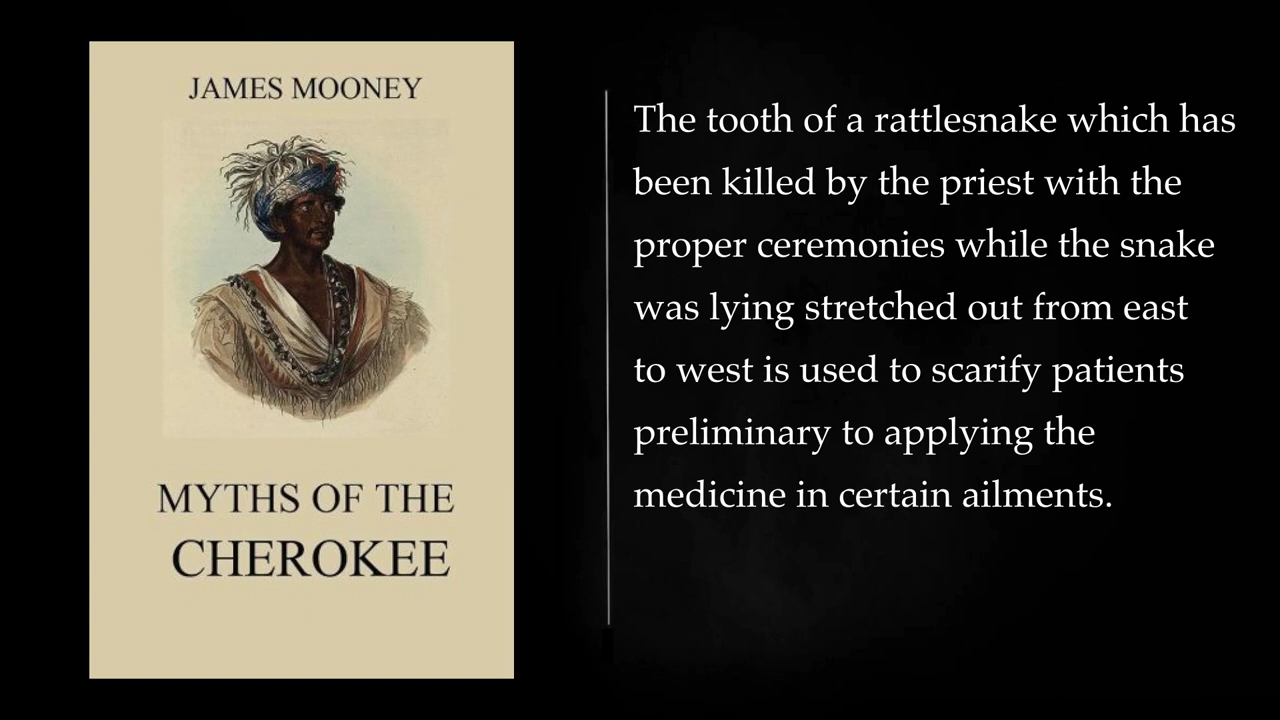 JAMES MOONEY
MYTHS OF THE
CHEROKEE
The tooth of a rattlesnake which has
been killed by the priest with the
proper ceremonies while the snake
was lying stretched out from east
to west is used to scarify patients
preliminary to applying the
medicine in certain ailments.